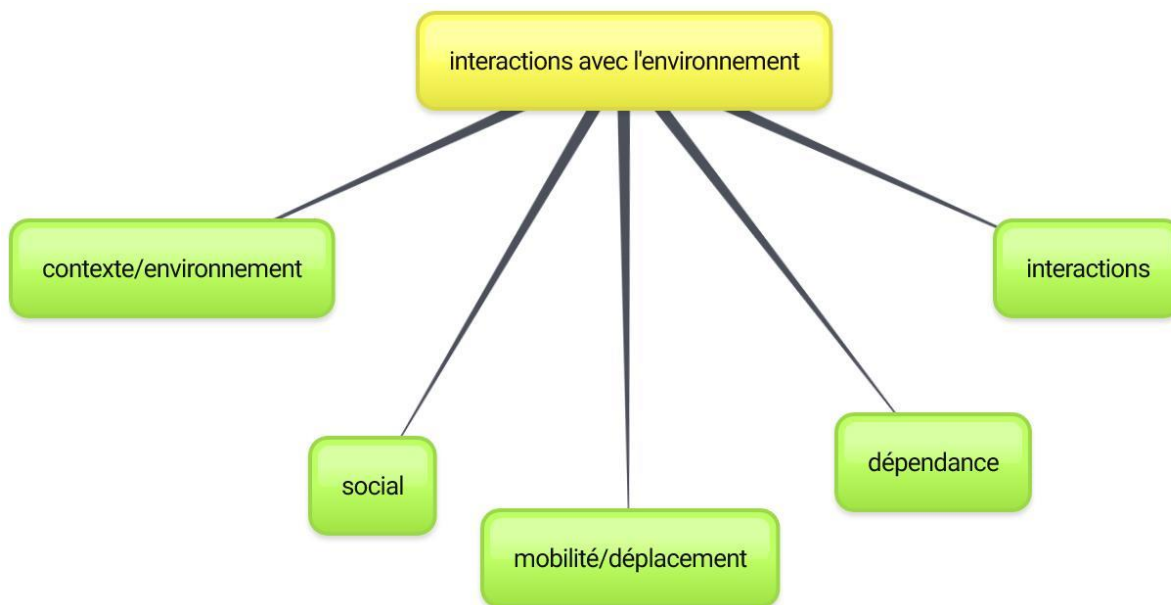 interactions avec l'environnement
contexte/environnement
interactions
social
dépendance
mobilité/déplacement